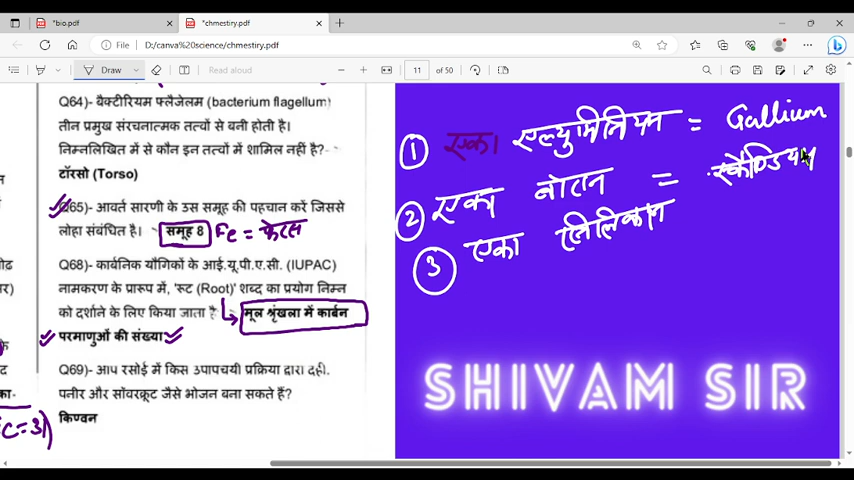 *bio.pdf
*chmestiry.pdf
File D:/canva%20science/chmestiry.pdf
Draw Read aloud 11 of 50
Q64)- बैक्टीरियम फ्लैजेलम (bacterium flagellum)
तीन प्रमुख संरचनात्मक तत्वों से बनी होती है।
निम्नलिखित में से कौन इन तत्वों में शामिल नहीं है?-
टॉरसो (Torso)
Q65)- आवर्त सारणी के उस समूह की पहचान करें जिससे
लोहा संबंधित है। समूह 8 Fe = फेरस
Q68)- कार्बनिक यौगिकों के आई.यू.पी.ए.सी. (IUPAC)
नामकरण के प्रारूप में, 'रूट (Root)' शब्द का प्रयोग निम्न
को दर्शाने के लिए किया जाता है मूल श्रृंखला में कार्बन
परमाणुओं की संख्या
Q69)- आप रसोई में किस उपापचयी प्रक्रिया द्वारा दही.
पनीर और सॉवरक्रूट जैसे भोजन बना सकते हैं?
किण्वन
C=3)
① एका एल्युमिनियम = Gallium
② एका बोरान = स्कैण्डियम
③ एका सिलिकान
SHIVAM SIR